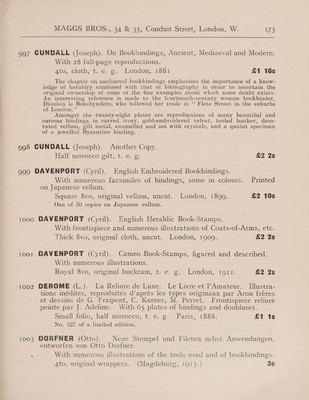 MAGGS BROS., 34 & 35, Conduit Street, London, W. 173
997 CUNDALL (Joseph). On Bookbindings, Ancient, Mediaeval and Modern.
With 28 full-page reproductions.
4to, cloth, t. e. g. London, 1881 £1 16s
The chapter on mediaeval bookbindings emphasises the importance of a know-
ledge of heraldry combined with that of bibliography in order to ascertain the
original ownership of some of the fine examples about which some doubt exists.
An interesting reference is made to the fourteenth-century woman bookbinder,
Dionisia le Bokebyndere, who followed her trade in "Flete Street in the suburbs
of London."
Amongst the twenty-eight plates are reproductions of many beautiful and
curious bindings in carved ivory, gold-embroidered velvet, tooled leather, deco-
rated vellum, gilt metal, enamelled and set with crystals, and a quaint specimen
of a jewelled Byzantine binding.
998 CUNDALL (Joseph). Another Copy.
Half morocco gilt, t. e. g. £2 2s
999 DAVENPORT (Cyril). English Embroidered Bookbindings.
With numerous facsimiles of bindings, some in colours. Printed
on Japanese vellum.
Square 8vo, original vellum, uncut. London, 1899. £2 10s
One of 50 copies on Japanese vellum.
1000 DAVENPORT (Cyril). English Heraldic Book-Stamps.
With frontispiece and numerous illustrations of Coats-of-Arms, etc.
Thick 8vo, original cloth, uncut. London, 1909. £2 2s
1001 DAVENPORT (Cyril). Cameo Book-Stamps, figured and described.
With numerous illustrations.
Royal 8vo, original buckram, t. e. g. London, 1911. £2 2s
1002 DEROME (L.). La Reliure de Luxe. Le Livre et l'Amateur. Illustra-
tions inédites, reproduites d'après les types originaux par Aron frères
et dessins de G. Fraipont, C. Kurner, M. Perret. Frontispiece reliure
peinte par J. Adeline. With 65 plates of bindings and doublures.
Small folio, half morocco, t. e. g. Paris, 1888. £1 1s
No. 527 of a limited edition.
1003 DORFNER (Otto). Neue Stempel und Fileten nebst Anwendungen,
entworfen von Otto Dorfner.
With numerous illustrations of the tools used and of bookbindings.
4to, original wrappers. (Magdeburg, 1913.) 3s